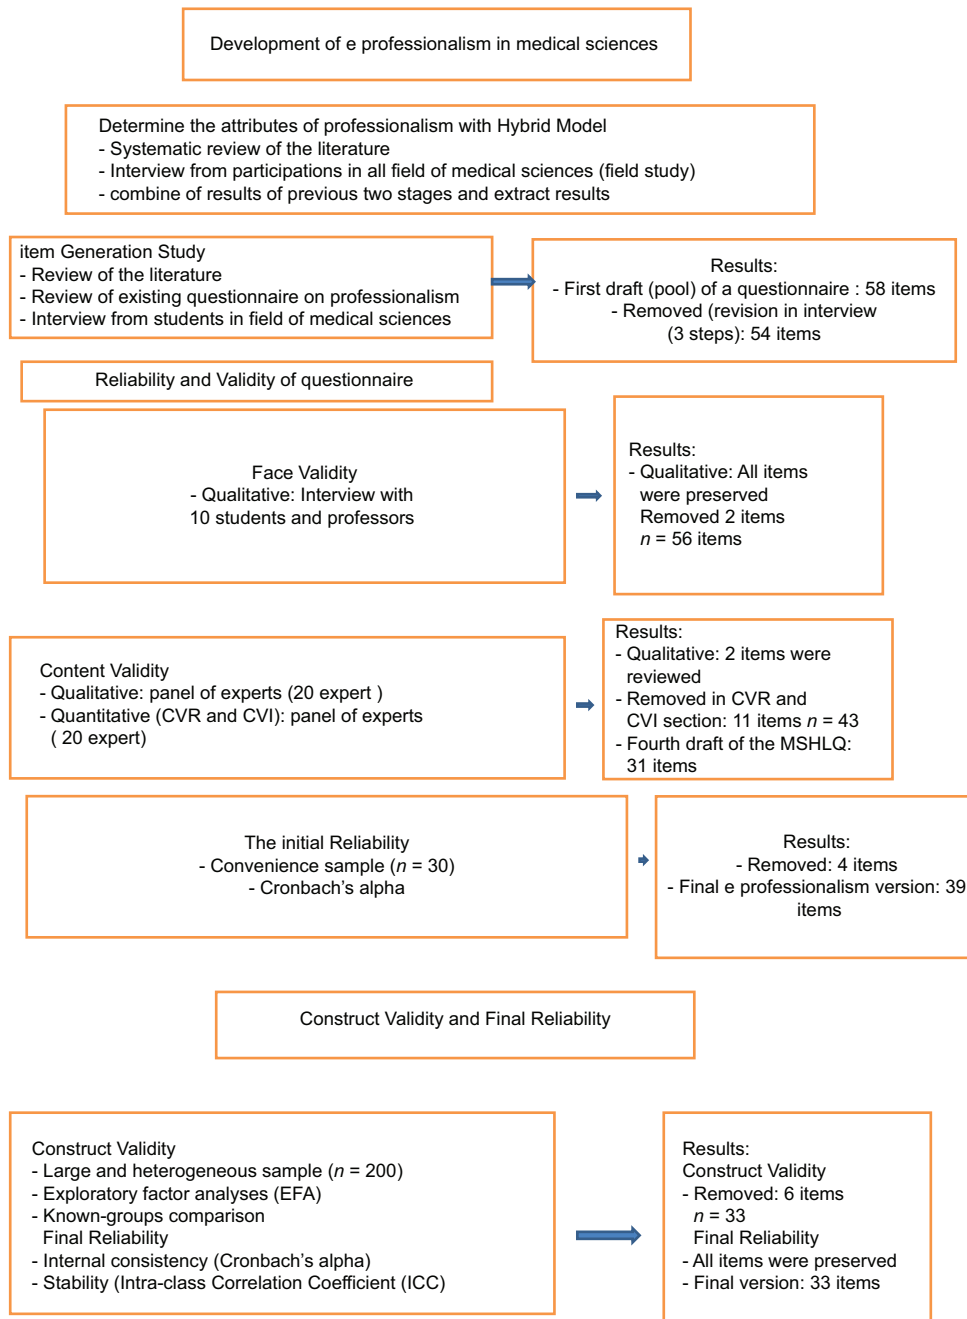 Development of e professionalism in medical sciences
Determine the attributes of professionalism with Hybrid Model
- Systematic review of the literature
- Interview from participations in all field of medical sciences (field study)
- combine of results of previous two stages and extract results
item Generation Study
- Review of the literature
- Review of existing questionnaire on professionalism
- Interview from students in field of medical sciences
Results:
- First draft (pool) of a questionnaire : 58 items
- Removed (revision in interview
(3 steps): 54 items
Reliability and Validity of questionnaire
Face Validity
- Qualitative: Interview with
10 students and professors
Results:
- Qualitative: All items
were preserved
Removed 2 items
n = 56 items
Content Validity
- Qualitative: panel of experts (20 expert )
- Quantitative (CVR and CVI): panel of experts
( 20 expert)
Results:
- Qualitative: 2 items were
reviewed
- Removed in CVR and
CVI section: 11 items n = 43
- Fourth draft of the MSHLQ:
31 items
The initial Reliability
- Convenience sample (n = 30)
- Cronbach's alpha
Results:
- Removed: 4 items
- Final e professionalism version: 39
items
Construct Validity and Final Reliability
Construct Validity
- Large and heterogeneous sample (n = 200)
- Exploratory factor analyses (EFA)
- Known-groups comparison
Final Reliability
- Internal consistency (Cronbach's alpha)
- Stability (Intra-class Correlation Coefficient (ICC)
Results:
Construct Validity
- Removed: 6 items
n = 33
Final Reliability
- All items were preserved
- Final version: 33 items